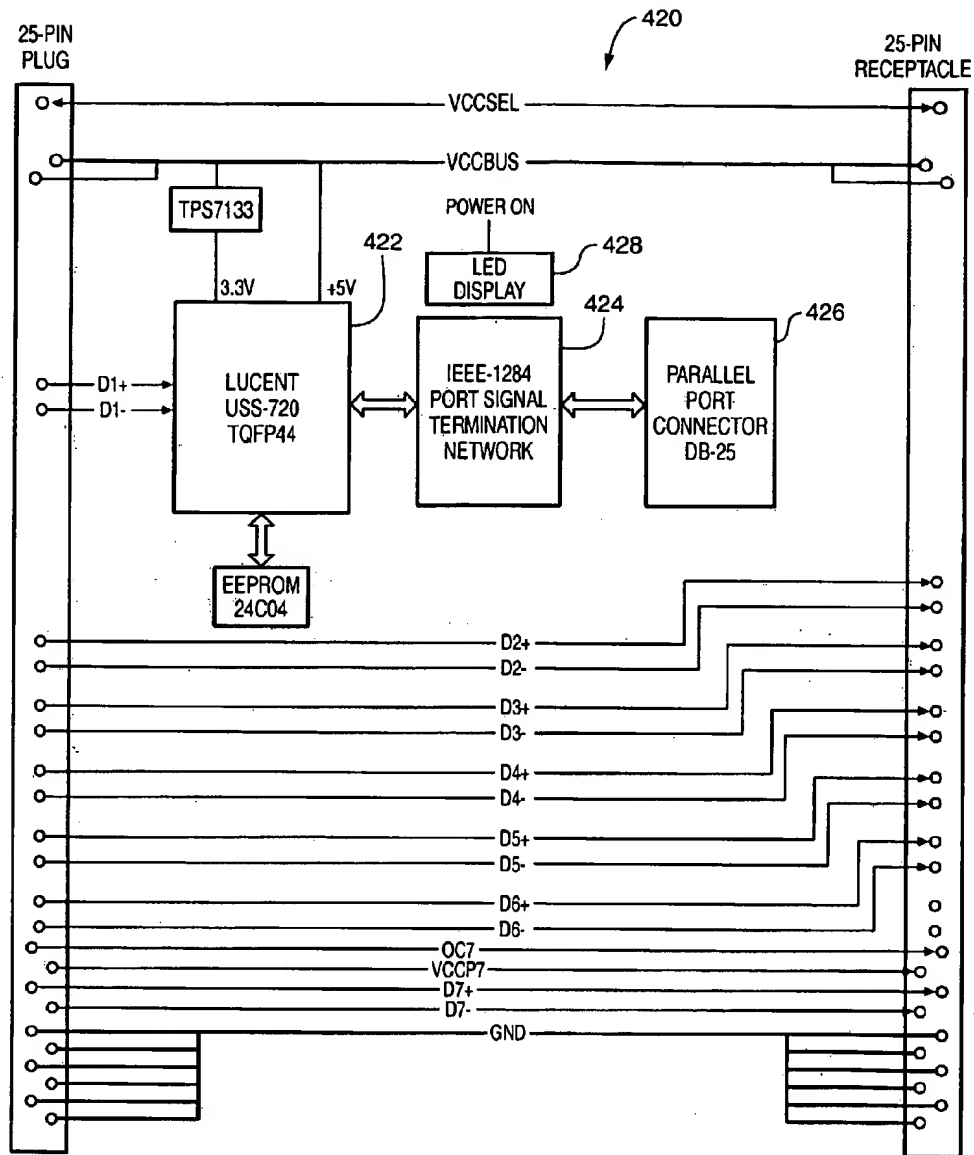 420
25-PIN
PLUG
25-PIN
RECEPTACLE
VCCSEL
VCCBUS
TPS7133
POWER ON
422
428
LED
DISPLAY
3.3V
+5V
424
426
LUCENT
USS-720
TQFP44
IEEE-1284
PORT SIGNAL
TERMINATION
NETWORK
PARALLEL
PORT
CONNECTOR
DB-25
D1+
D1-
EEPROM
24C04
D2+
D2-
D3+
D3-
D4+
D4-
D5+
D5-
D6+
D6-
OC7
VCCP7
D7+
D7-
GND